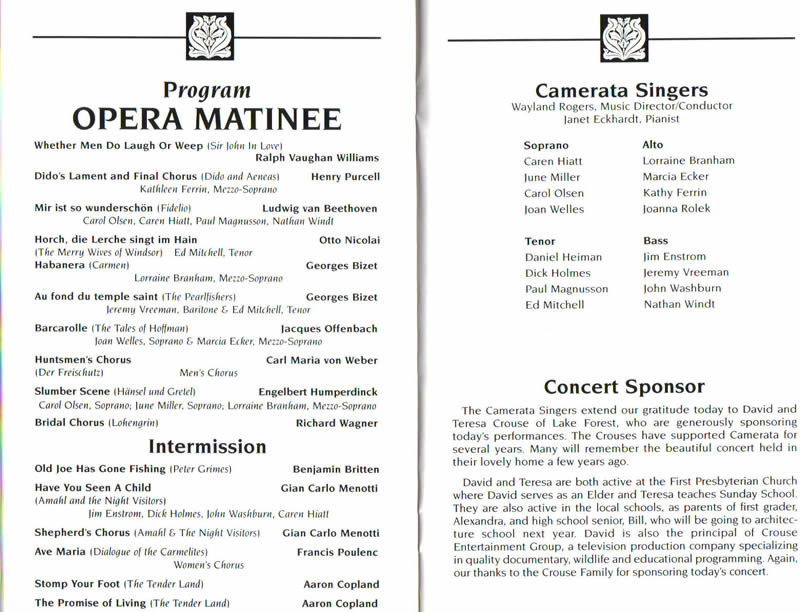 Program
OPERA MATINEE
Whether Men Do Laugh Or Weep (Sir John In Love)
Ralph Vaughan Williams
Dido's Lament and Final Chorus (Dido and Aeneas) Henry Purcell
Kathleen Ferrin, Mezzo-Soprano
Mir ist so wunderschön (Fidelio) Ludwig van Beethoven
Carol Olsen, Caren Hiatt, Paul Magnusson, Nathan Windt
Horch, die Lerche singt im Hain Otto Nicolai
(The Merry Wives of Windsor) Ed Mitchell, Tenor
Habanera (Carmen) Georges Bizet
Lorraine Branham, Mezzo-Soprano
Au fond du temple saint (The Pearlfishers) Georges Bizet
Jeremy Vreeman, Baritone & Ed Mitchell, Tenor
Barcarolle (The Tales of Hoffman) Jacques Offenbach
Joan Welles, Soprano & Marcia Ecker, Mezzo-Soprano
Huntsmen's Chorus Carl Maria von Weber
(Der Freischutz) Men's Chorus
Slumber Scene (Hänsel und Gretel) Engelbert Humperdinck
Carol Olsen, Soprano; June Miller, Soprano; Lorraine Branham, Mezzo-Soprano
Bridal Chorus (Lohengrin) Richard Wagner
Intermission
Old Joe Has Gone Fishing (Peter Grimes) Benjamin Britten
Have You Seen A Child Gian Carlo Menotti
(Amahl and the Night Visitors)
Jim Enstrom, Dick Holmes, John Washburn, Caren Hiatt
Shepherd's Chorus (Amahl & The Night Visitors) Gian Carlo Menotti
Ave Maria (Dialogue of the Carmelites) Francis Poulenc
Women's Chorus
Stomp Your Foot (The Tender Land) Aaron Copland
The Promise of Living (The Tender Land) Aaron Copland
Camerata Singers
Wayland Rogers, Music Director/Conductor
Janet Eckhardt, Pianist
Soprano Alto
Caren Hiatt Lorraine Branham
June Miller Marcia Ecker
Carol Olsen Kathy Ferrin
Joan Welles Joanna Rolek
Tenor Bass
Daniel Heiman Jim Enstrom
Dick Holmes Jeremy Vreeman
Paul Magnusson John Washburn
Ed Mitchell Nathan Windt
Concert Sponsor
The Camerata Singers extend our gratitude today to David and
Teresa Crouse of Lake Forest, who are generously sponsoring
today's performances. The Crouses have supported Camerata for
several years. Many will remember the beautiful concert held in
their lovely home a few years ago.
David and Teresa are both active at the First Presbyterian Church
where David serves as an Elder and Teresa teaches Sunday School.
They are also active in the local schools, as parents of first grader,
Alexandra, and high school senior, Bill, who will be going to architec-
ture school next year. David is also the principal of Crouse
Entertainment Group, a television production company specializing
in quality documentary, wildlife and educational programming. Again,
our thanks to the Crouse Family for sponsoring today's concert.